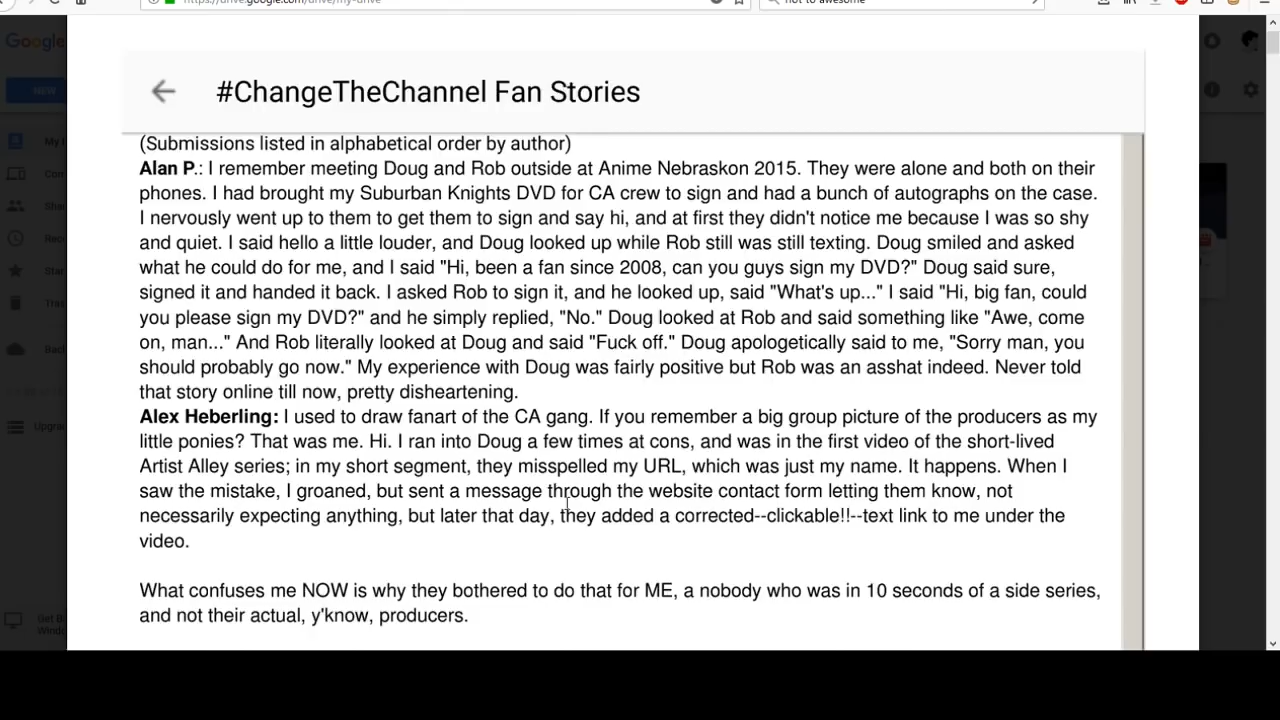 https://drive.google.com/drive/my-drive
not to awesome
Google
#ChangeTheChannel Fan Stories
NEW
(Submissions listed in alphabetical order by author)
Alan P.: I remember meeting Doug and Rob outside at Anime Nebraskon 2015. They were alone and both on their
phones. I had brought my Suburban Knights DVD for CA crew to sign and had a bunch of autographs on the case.
I nervously went up to them to get them to sign and say hi, and at first they didn't notice me because I was so shy
and quiet. I said hello a little louder, and Doug looked up while Rob still was still texting. Doug smiled and asked
what he could do for me, and I said "Hi, been a fan since 2008, can you guys sign my DVD?" Doug said sure,
signed it and handed it back. I asked Rob to sign it, and he looked up, said "What's up..." I said "Hi, big fan, could
you please sign my DVD?" and he simply replied, "No." Doug looked at Rob and said something like "Awe, come
on, man..." And Rob literally looked at Doug and said "Fuck off." Doug apologetically said to me, "Sorry man, you
should probably go now." My experience with Doug was fairly positive but Rob was an asshat indeed. Never told
that story online till now, pretty disheartening.
Alex Heberling: I used to draw fanart of the CA gang. If you remember a big group picture of the producers as my
little ponies? That was me. Hi. I ran into Doug a few times at cons, and was in the first video of the short-lived
Artist Alley series; in my short segment, they misspelled my URL, which was just my name. It happens. When I
saw the mistake, I groaned, but sent a message through the website contact form letting them know, not
necessarily expecting anything, but later that day, they added a corrected--clickable!!--text link to me under the
video.
What confuses me NOW is why they bothered to do that for ME, a nobody who was in 10 seconds of a side series,
and not their actual, y'know, producers.